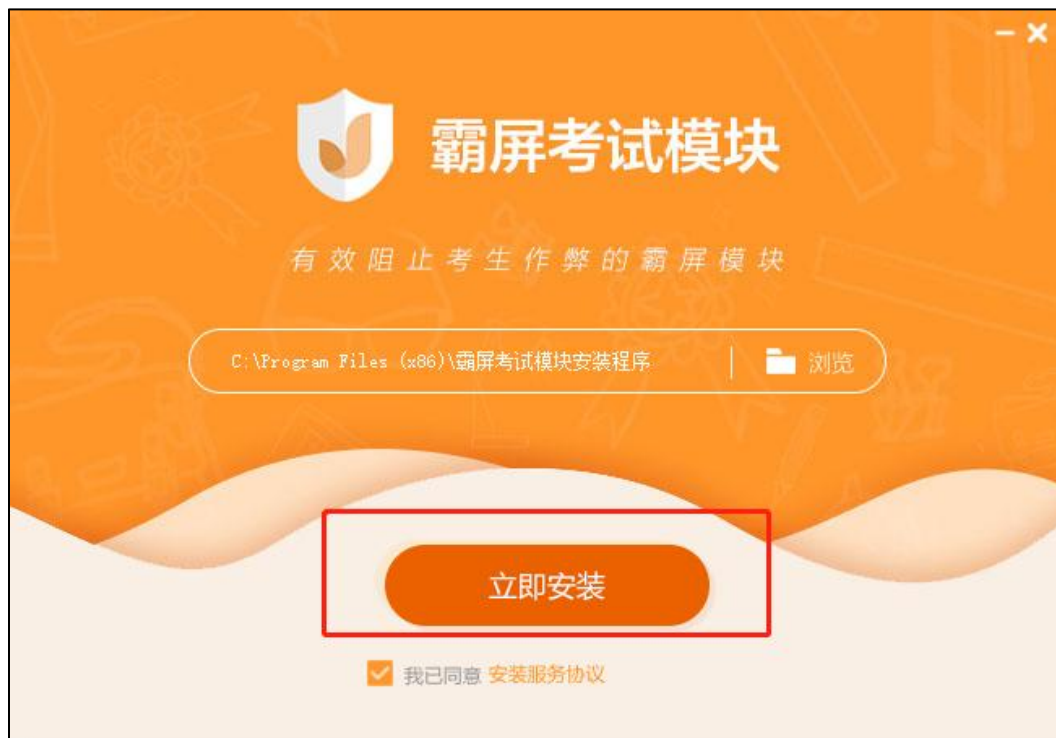 霸屏考试模块
有效阻止考生作弊的霸屏模块
C:\Program Files (x86)\霸屏考试模块安装程序
浏览
立即安装
我已同意 安装服务协议